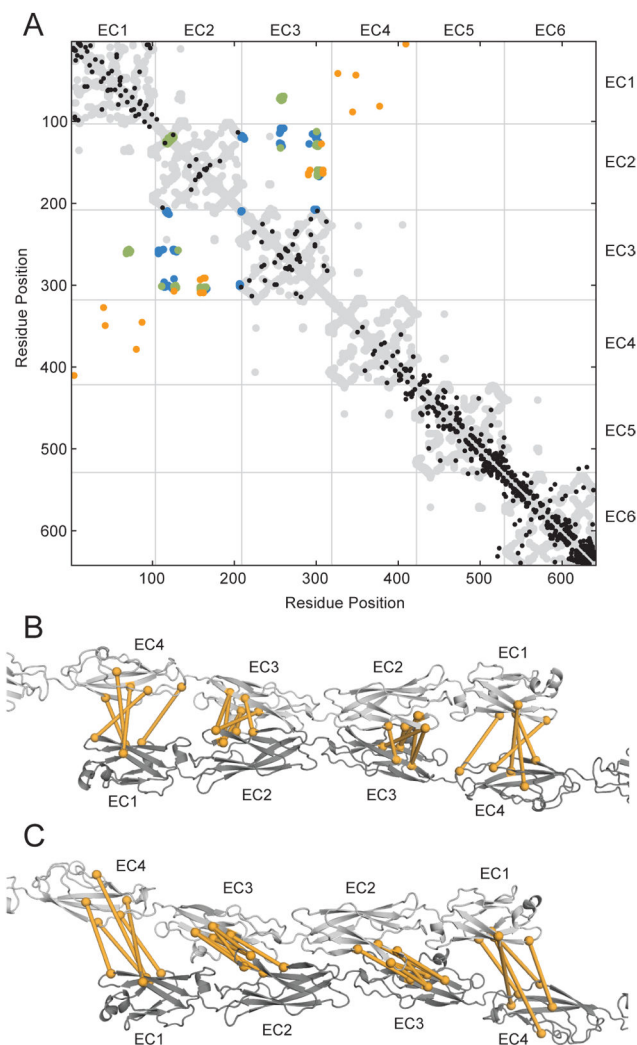 A
EC1 EC2 EC3 EC4 EC5 EC6
100
200
300
400
500
600
Residue Position
EC1
EC2
EC3
EC4
EC5
EC6
100 200 300 400 500 600
Residue Position
B
EC4 EC3 EC2 EC1
EC1 EC2 EC3 EC4
C
EC4 EC3 EC2 EC1
EC1 EC2 EC3 EC4